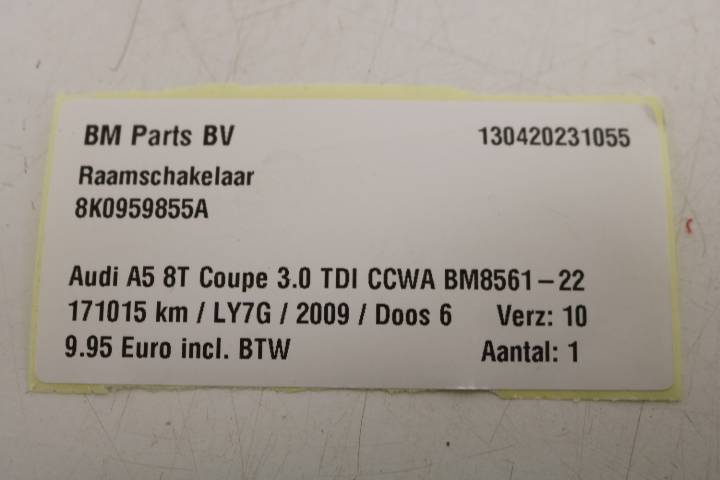 BM Parts BV 130420231055
Raamschakelaar
8K0959855A
Audi A5 8T Coupe 3.0 TDI CCWA BM8561-22
171015 km / LY7G / 2009 / Doos 6 Verz: 10
9.95 Euro incl. BTW Aantal: 1